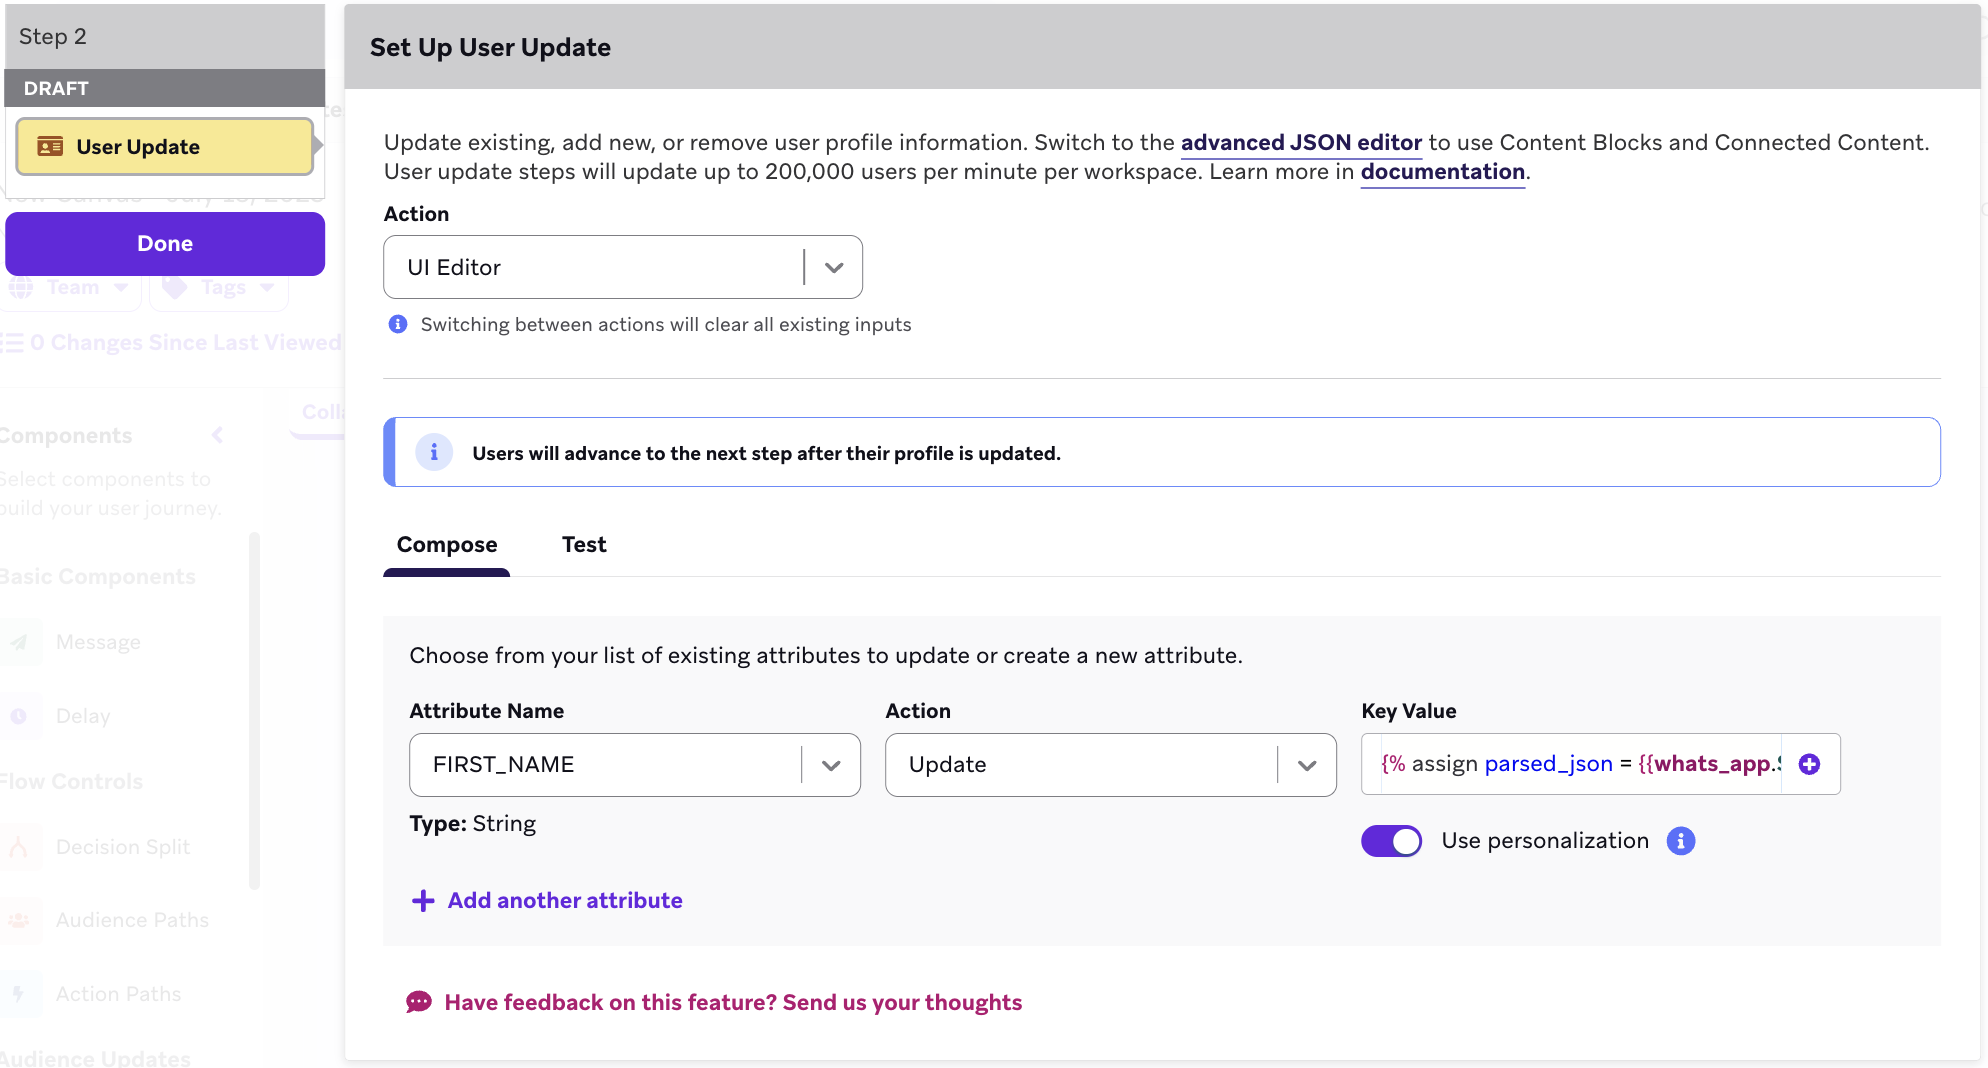 Step 2
DRAFT
User Update
Done
Team
Tags
0 Changes Since Last Viewed
Components
Select components to
build your user journey.
Basic Components
Message
Delay
Flow Controls
Decision Split
Audience Paths
Action Paths
Audience Updates
Set Up User Update
Update existing, add new, or remove user profile information. Switch to the advanced JSON editor to use Content Blocks and Connected Content.
User update steps will update up to 200,000 users per minute per workspace. Learn more in documentation.
Action
UI Editor
Switching between actions will clear all existing inputs
Users will advance to the next step after their profile is updated.
Compose
Test
Choose from your list of existing attributes to update or create a new attribute.
Attribute Name
Action
Key Value
FIRST_NAME
Update
{% assign parsed_json = {{whats_app.
Type: String
Use personalization
Add another attribute
Have feedback on this feature? Send us your thoughts